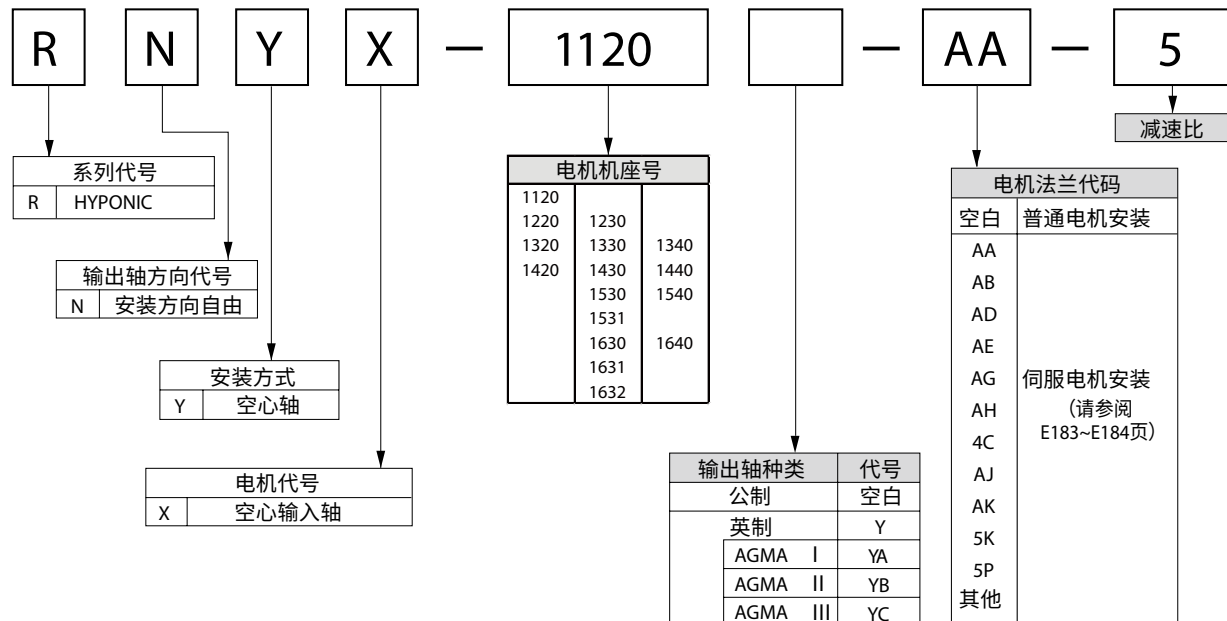 R N Y X — 1120 — AA — 5
减速比
系列代号
R HYPONIC
输出轴方向代号
N 安装方向自由
安装方式
Y 空心轴
电机代号
X 空心输入轴
电机机座号
1120
1220 1230
1320 1330 1340
1420 1430 1440
1530 1540
1531
1630 1640
1631
1632
输出轴种类 代号
公制 空白
英制 Y
AGMA I YA
AGMA II YB
AGMA III YC
电机法兰代码
空白 普通电机安装
AA
AB
AD
AE
AG
AH
4C
AJ
AK
5K
5P
其他
伺服电机安装
(请参阅
E183~E184页)